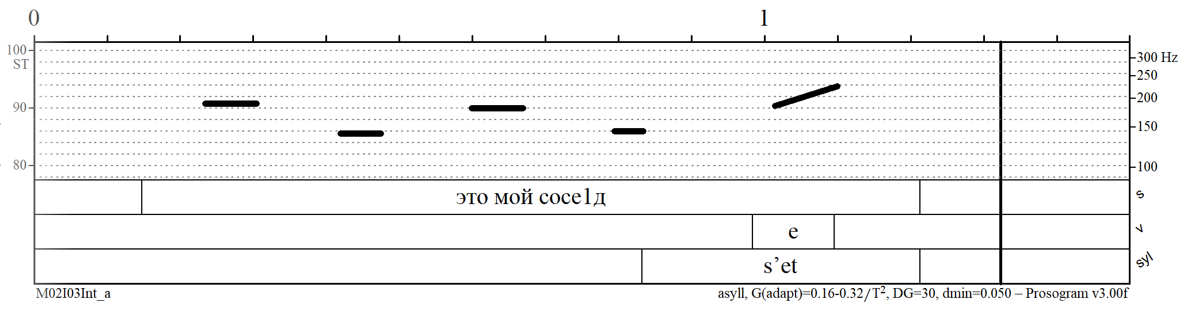 0 1
100
ST
90
80
300 Hz
250
200
150
100
это мой сосе1д
s
e
v
s’et
syl
M02I03Int_a
asyll, G(adapt)=0.16-0.32/T², DG=30, dmin=0.050 – Prosogram v3.00f